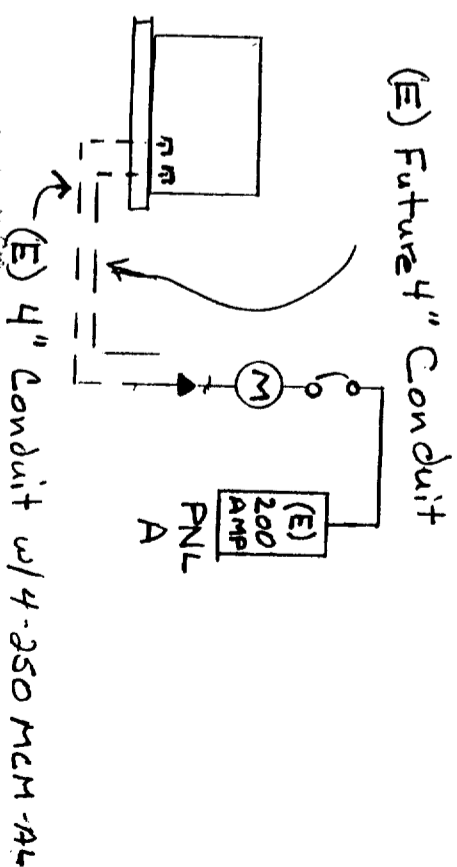 (E) Future 4" Conduit
M
(E)
200
AMP
PNL
A
(E) 4" Conduit w/4-250 MCM-AL